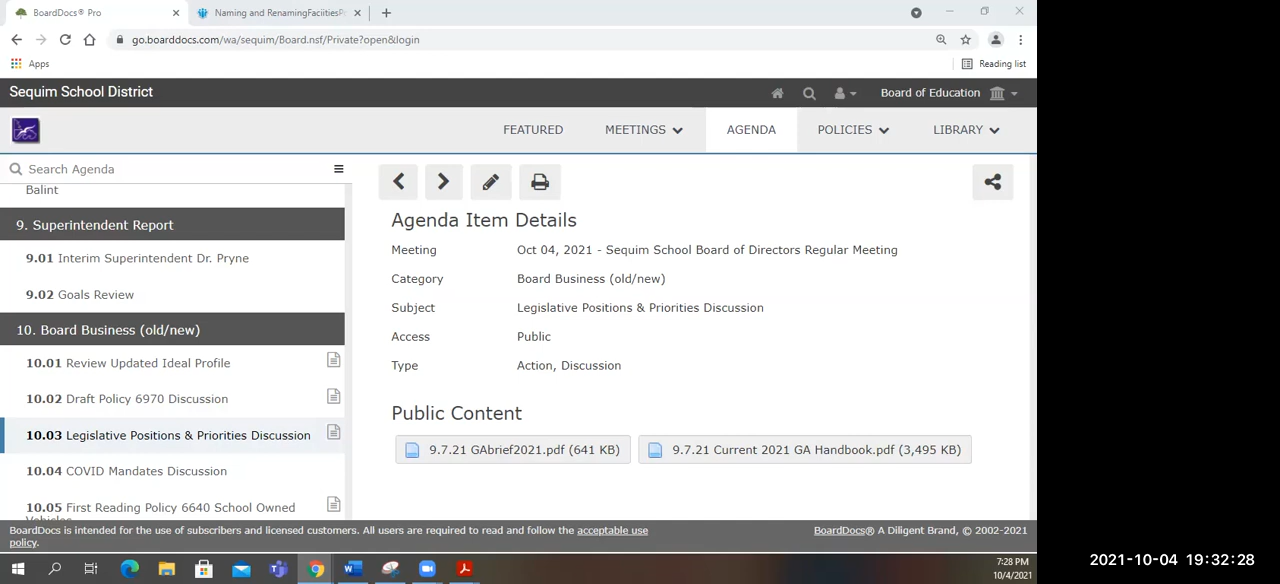 BoardDocs® Pro
Naming and RenamingFaciitiesP
go.boarddocs.com/wa/sequim/Board.nsf/Private?open&login
Apps
Reading list
Sequim School District
Board of Education
FEATURED
MEETINGS
AGENDA
POLICIES
LIBRARY
Search Agenda
Balint
9. Superintendent Report
9.01 Interim Superintendent Dr. Pryne
9.02 Goals Review
10. Board Business (old/new)
10.01 Review Updated Ideal Profile
10.02 Draft Policy 6970 Discussion
10.03 Legislative Positions & Priorities Discussion
10.04 COVID Mandates Discussion
10.05 First Reading Policy 6640 School Owned
Vehicles
Agenda Item Details
Meeting Oct 04, 2021 - Sequim School Board of Directors Regular Meeting
Category Board Business (old/new)
Subject Legislative Positions & Priorities Discussion
Access Public
Type Action, Discussion
Public Content
9.7.21 GAbrief2021.pdf (641 KB)
9.7.21 Current 2021 GA Handbook.pdf (3,495 KB)
BoardDocs is intended for the use of subscribers and licensed customers. All users are required to read and follow the acceptable use
policy.
BoardDocs® A Diligent Brand, © 2002-2021
7:28 PM
10/4/2021
2021-10-04 19:32:28